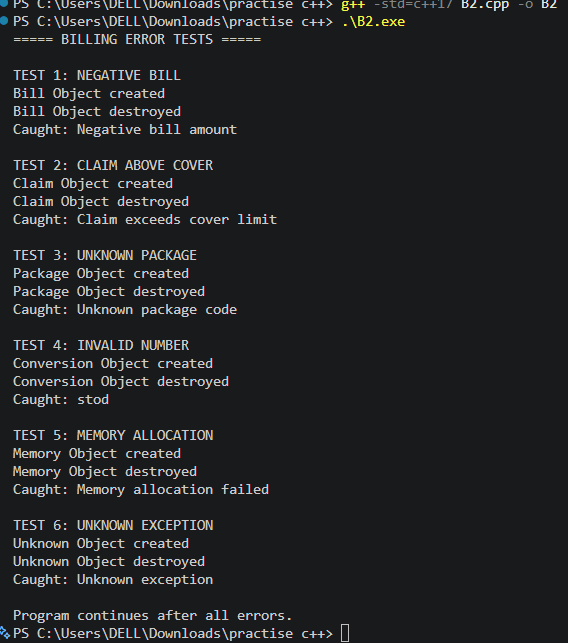 PS C:\Users\DELL\Downloads\practise c++> g++ -std=c++17 B2.cpp -o B2
PS C:\Users\DELL\Downloads\practise c++> .\B2.exe
===== BILLING ERROR TESTS =====

TEST 1: NEGATIVE BILL
Bill Object created
Bill Object destroyed
Caught: Negative bill amount

TEST 2: CLAIM ABOVE COVER
Claim Object created
Claim Object destroyed
Caught: Claim exceeds cover limit

TEST 3: UNKNOWN PACKAGE
Package Object created
Package Object destroyed
Caught: Unknown package code

TEST 4: INVALID NUMBER
Conversion Object created
Conversion Object destroyed
Caught: stod

TEST 5: MEMORY ALLOCATION
Memory Object created
Memory Object destroyed
Caught: Memory allocation failed

TEST 6: UNKNOWN EXCEPTION
Unknown Object created
Unknown Object destroyed
Caught: Unknown exception

Program continues after all errors.
PS C:\Users\DELL\Downloads\practise c++>